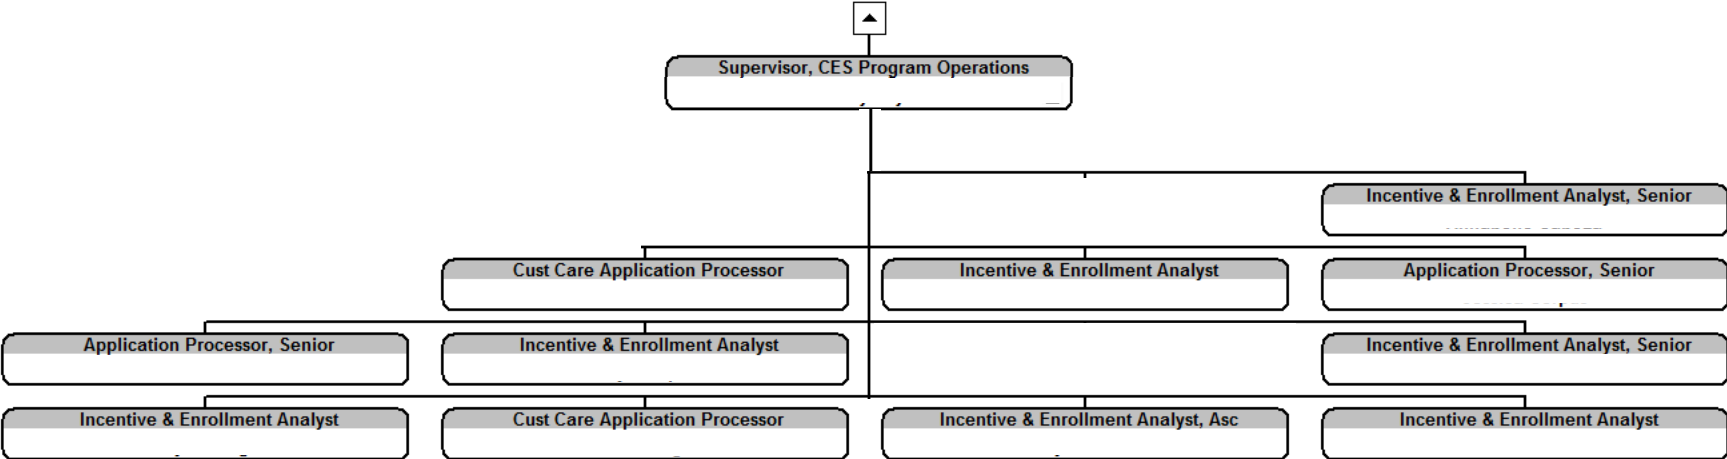 Supervisor, CES Program Operations
Incentive & Enrollment Analyst, Senior
Cust Care Application Processor
Incentive & Enrollment Analyst
Application Processor, Senior
Application Processor, Senior
Incentive & Enrollment Analyst
Incentive & Enrollment Analyst, Senior
Incentive & Enrollment Analyst
Cust Care Application Processor
Incentive & Enrollment Analyst, Asc
Incentive & Enrollment Analyst